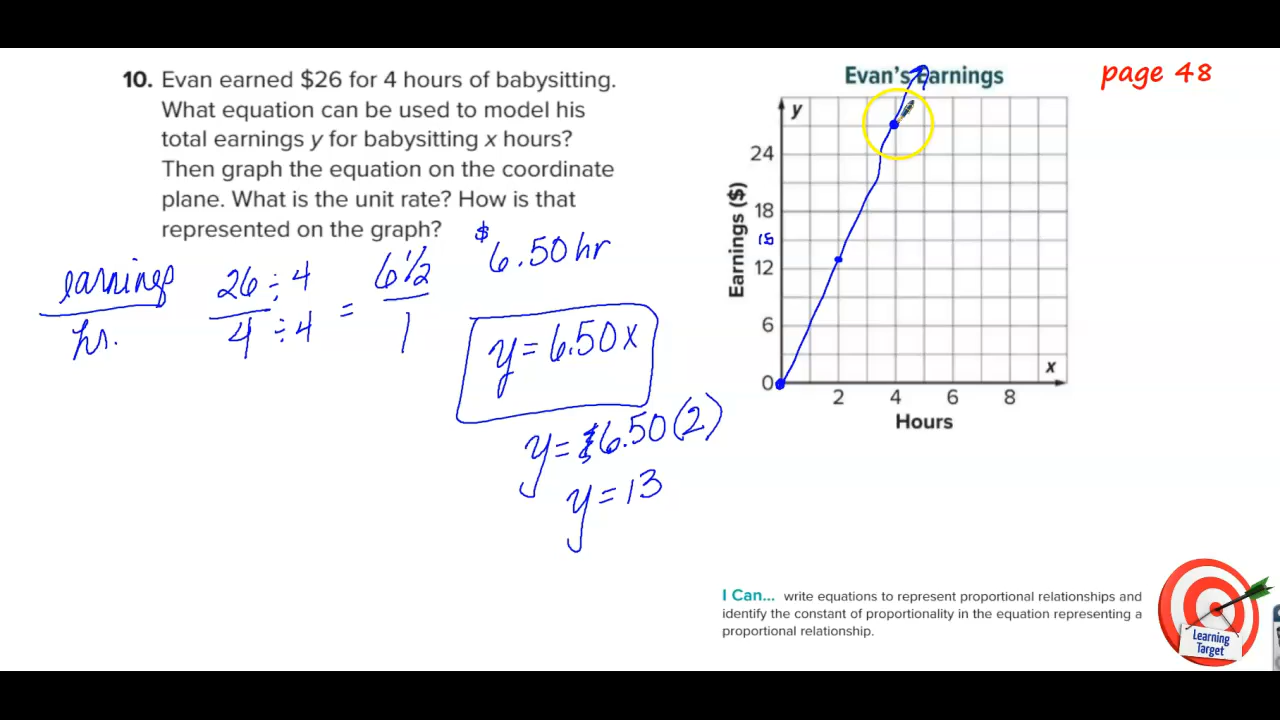 10. Evan earned $26 for 4 hours of babysitting.
What equation can be used to model his
total earnings y for babysitting x hours?
Then graph the equation on the coordinate
plane. What is the unit rate? How is that
represented on the graph?
earnings
hr.
26 ÷ 4
4 ÷ 4
=
6 1/2
1
$6.50 hr
y = 6.50x
y = $6.50(2)
y = 13
Evan's Earnings
page 48
y
24
18
15
12
6
0
Earnings ($)
x
2 4 6 8
Hours
I Can... write equations to represent proportional relationships and
identify the constant of proportionality in the equation representing a
proportional relationship.
Learning
Target